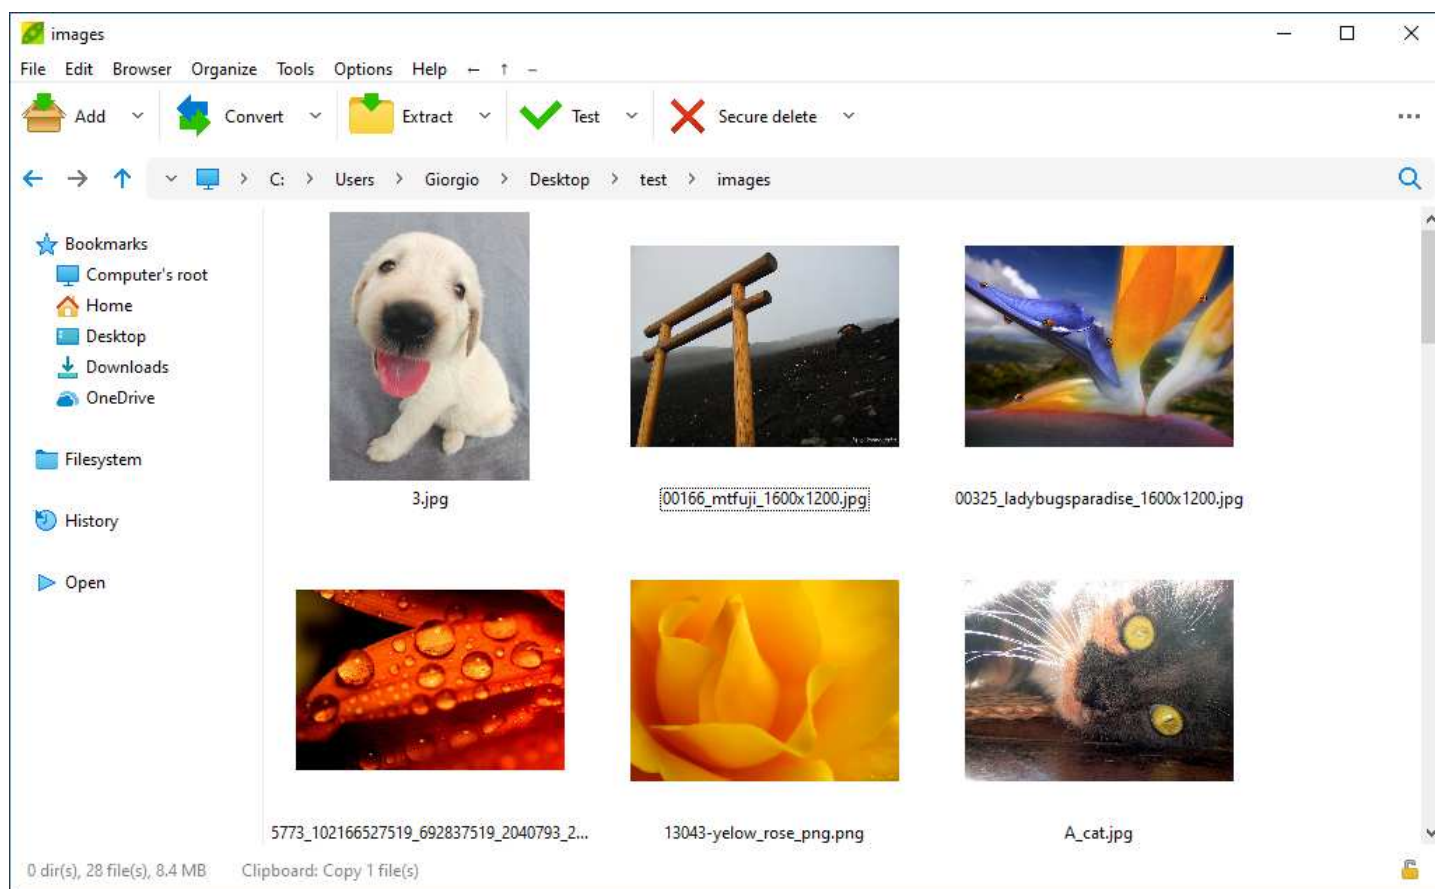 images
File Edit Browser Organize Tools Options Help
Add Convert Extract Test Secure delete
C: > Users > Giorgio > Desktop > test > images
Bookmarks
Computer's root
Home
Desktop
Downloads
OneDrive
Filesystem
History
Open
3.jpg
00166_mtfuji_1600x1200.jpg
00325_ladybugsparadise_1600x1200.jpg
5773_102166527519_692837519_2040793_2...
13043-yelow_rose_png.png
A_cat.jpg
0 dir(s), 28 file(s), 8.4 MB Clipboard: Copy 1 file(s)